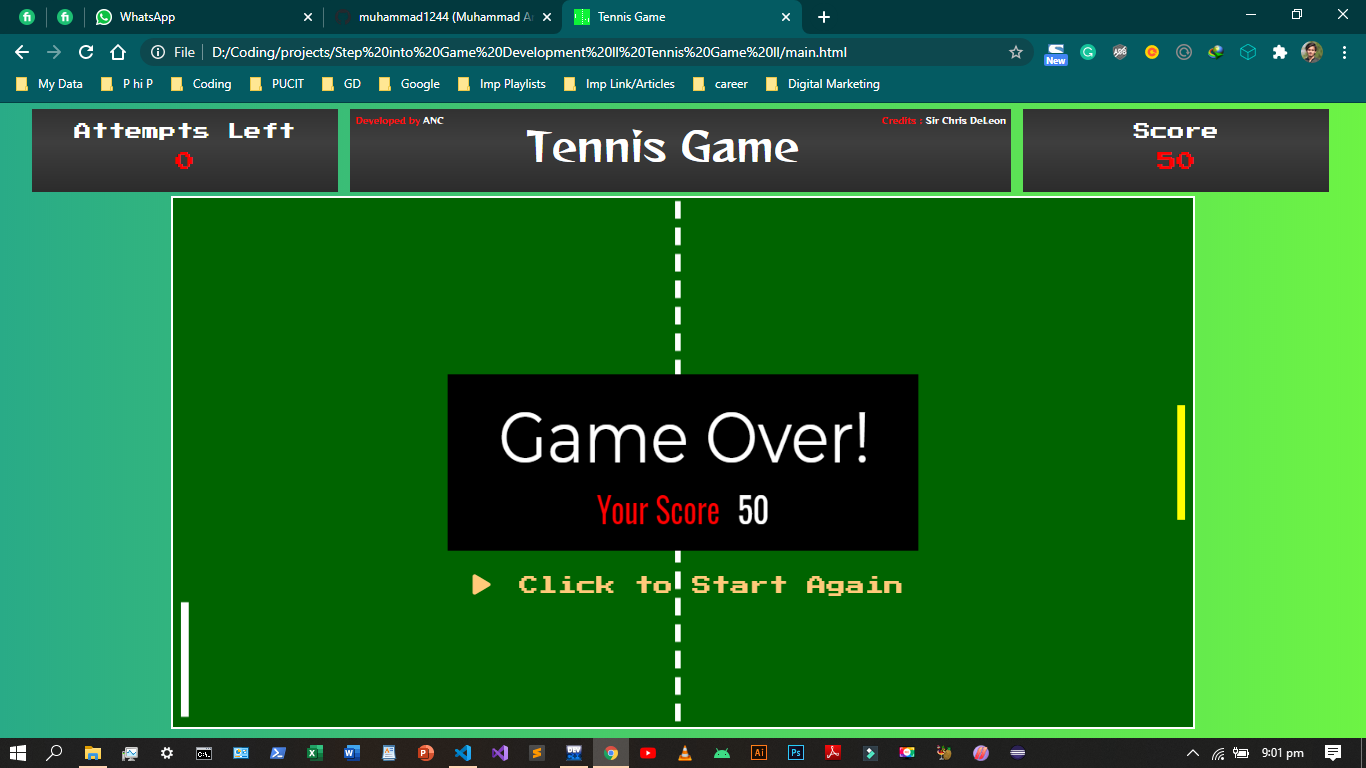 WhatsApp
muhammad1244 (Muhammad A
Tennis Game
File
D:/Coding/projects/Step%20into%20Game%20Development%20II%20Tennis%20Game%20II/main.html
New
My Data
P hi P
Coding
PUCIT
GD
Google
Imp Playlists
Imp Link/Articles
career
Digital Marketing
Attempts Left
0
Developed by ANC
Credits : Sir Chris DeLeon
Tennis Game
Score
50
Game Over!
Your Score 50
Click to Start Again
9:01 pm